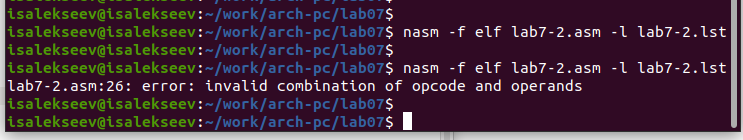 isalekseev@isalekseev:~/work/arch-pc/lab07$
isalekseev@isalekseev:~/work/arch-pc/lab07$ nasm -f elf lab7-2.asm -l lab7-2.lst
isalekseev@isalekseev:~/work/arch-pc/lab07$
isalekseev@isalekseev:~/work/arch-pc/lab07$ nasm -f elf lab7-2.asm -l lab7-2.lst
lab7-2.asm:26: error: invalid combination of opcode and operands
isalekseev@isalekseev:~/work/arch-pc/lab07$
isalekseev@isalekseev:~/work/arch-pc/lab07$